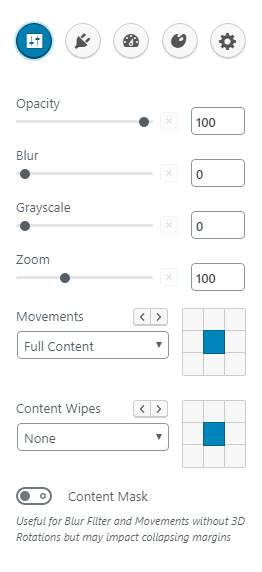 Opacity
100
Blur
0
Grayscale
0
Zoom
100
Movements
Full Content
Content Wipes
None
Content Mask
Useful for Blur Filter and Movements without 3D
Rotations but may impact collapsing margins